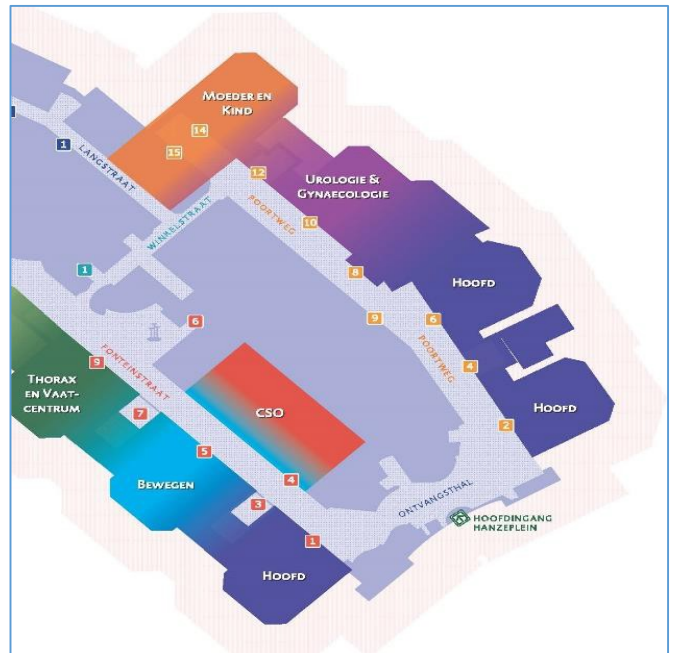 MOEDER EN
KIND
14
15
1
LANGSTRAAT
12
UROLOGIE &
GYNAECOLOGIE
POORTWEG
10
WINKELSTRAAT
1
8
HOOFD
6
9
6
POORTWEG
4
FONTEINSTRAAT
9
THORAX
EN VAAT-
CENTRUM
7
CSO
HOOFD
2
5
BEWEGEN
4
3
ONTVANGSTHAL
HOOFDINGANG
HANZEPLEIN
1
HOOFD